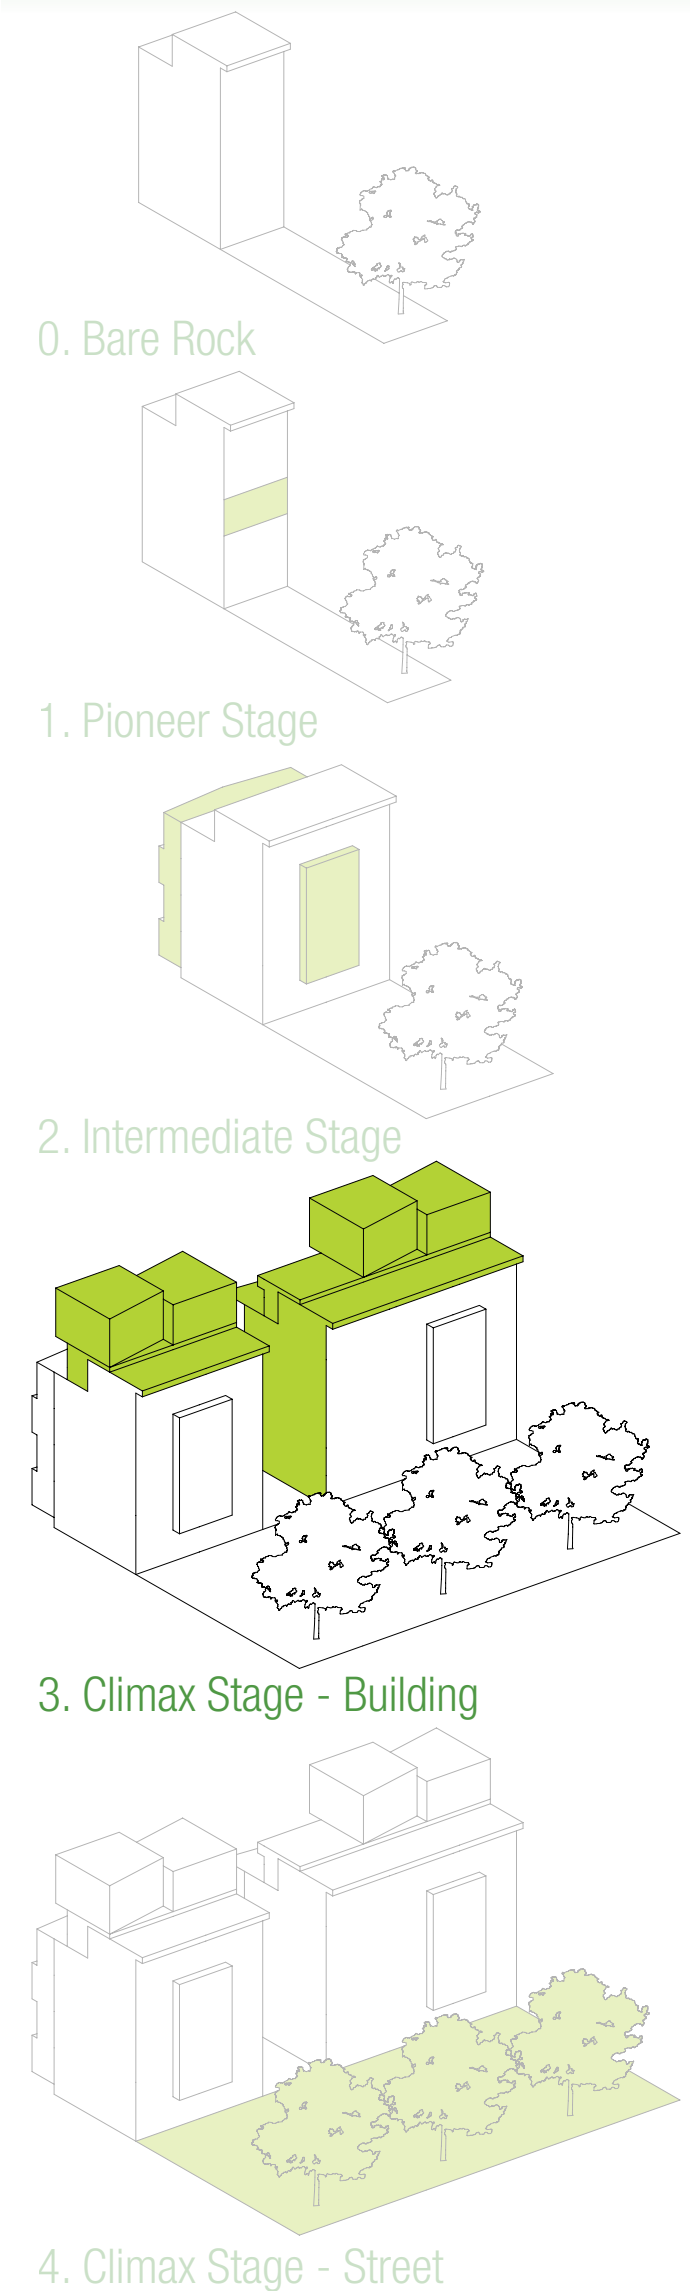 0. Bare Rock
1. Pioneer Stage
2. Intermediate Stage
3. Climax Stage - Building
4. Climax Stage - Street